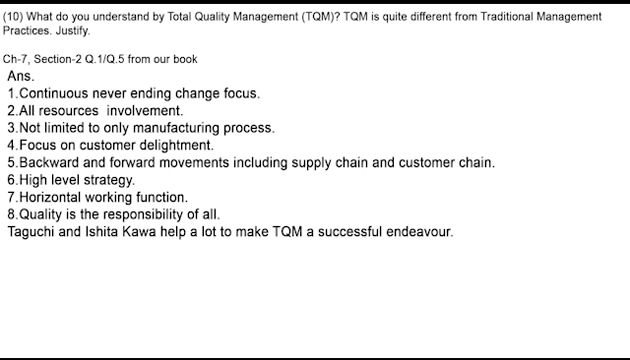 (10) What do you understand by Total Quality Management (TQM)? TQM is quite different from Traditional Management
Practices. Justify.
Ch-7, Section-2 Q.1/Q.5 from our book
Ans.
1.Continuous never ending change focus.
2.All resources involvement.
3.Not limited to only manufacturing process.
4.Focus on customer delightment.
5.Backward and forward movements including supply chain and customer chain.
6.High level strategy.
7.Horizontal working function.
8.Quality is the responsibility of all.
Taguchi and Ishita Kawa help a lot to make TQM a successful endeavour.